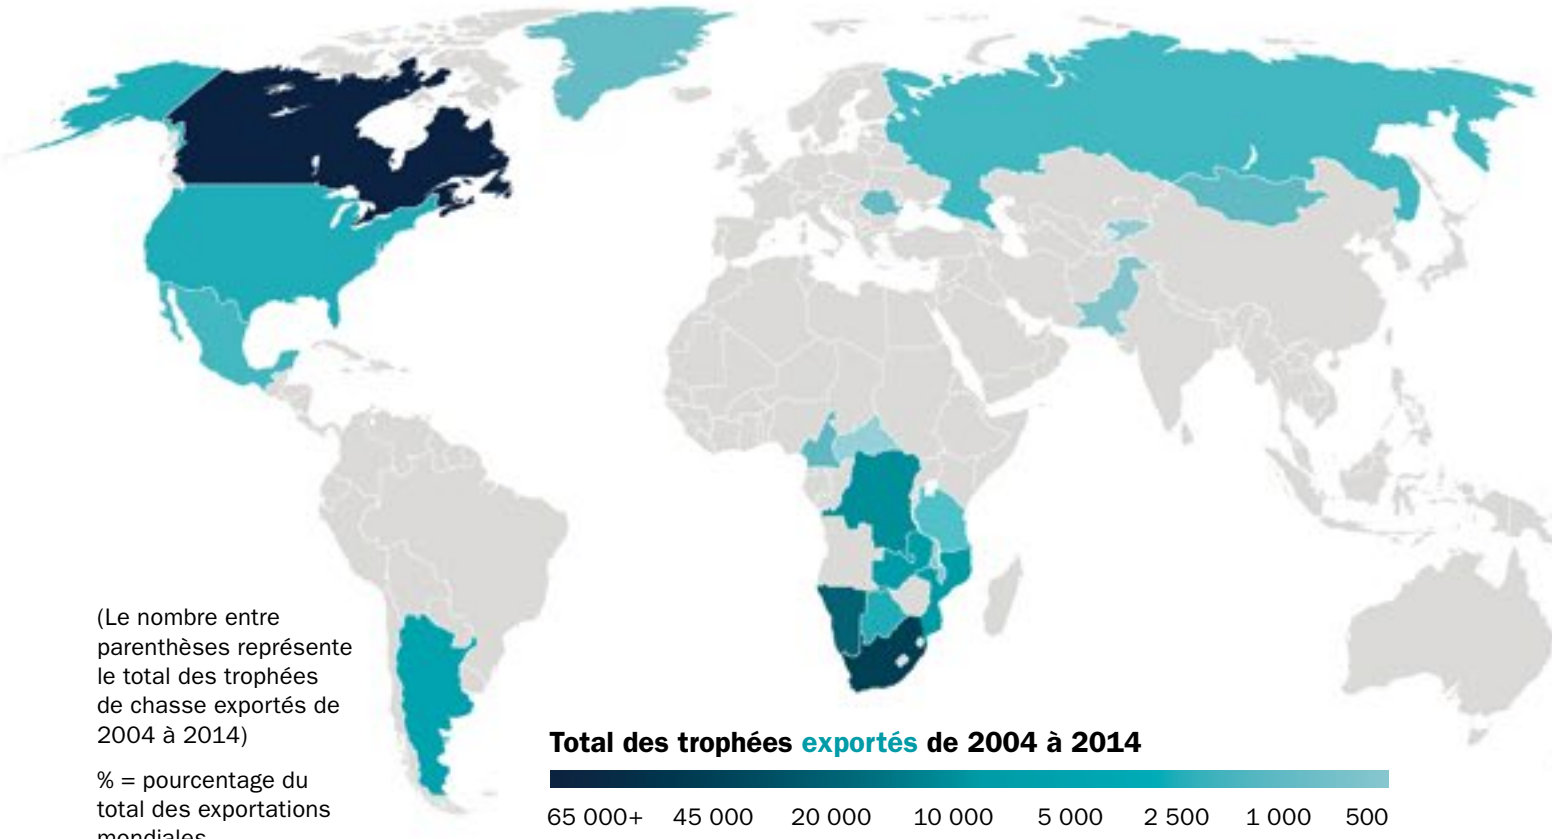 (Le nombre entre
parenthèses représente
le total des trophées
de chasse exportés de
2004 à 2014)
% = pourcentage du
total des exportations
mondiales
Total des trophées exportés de 2004 à 2014
65 000+ 45 000 20 000 10 000 5 000 2 500 1 000 500